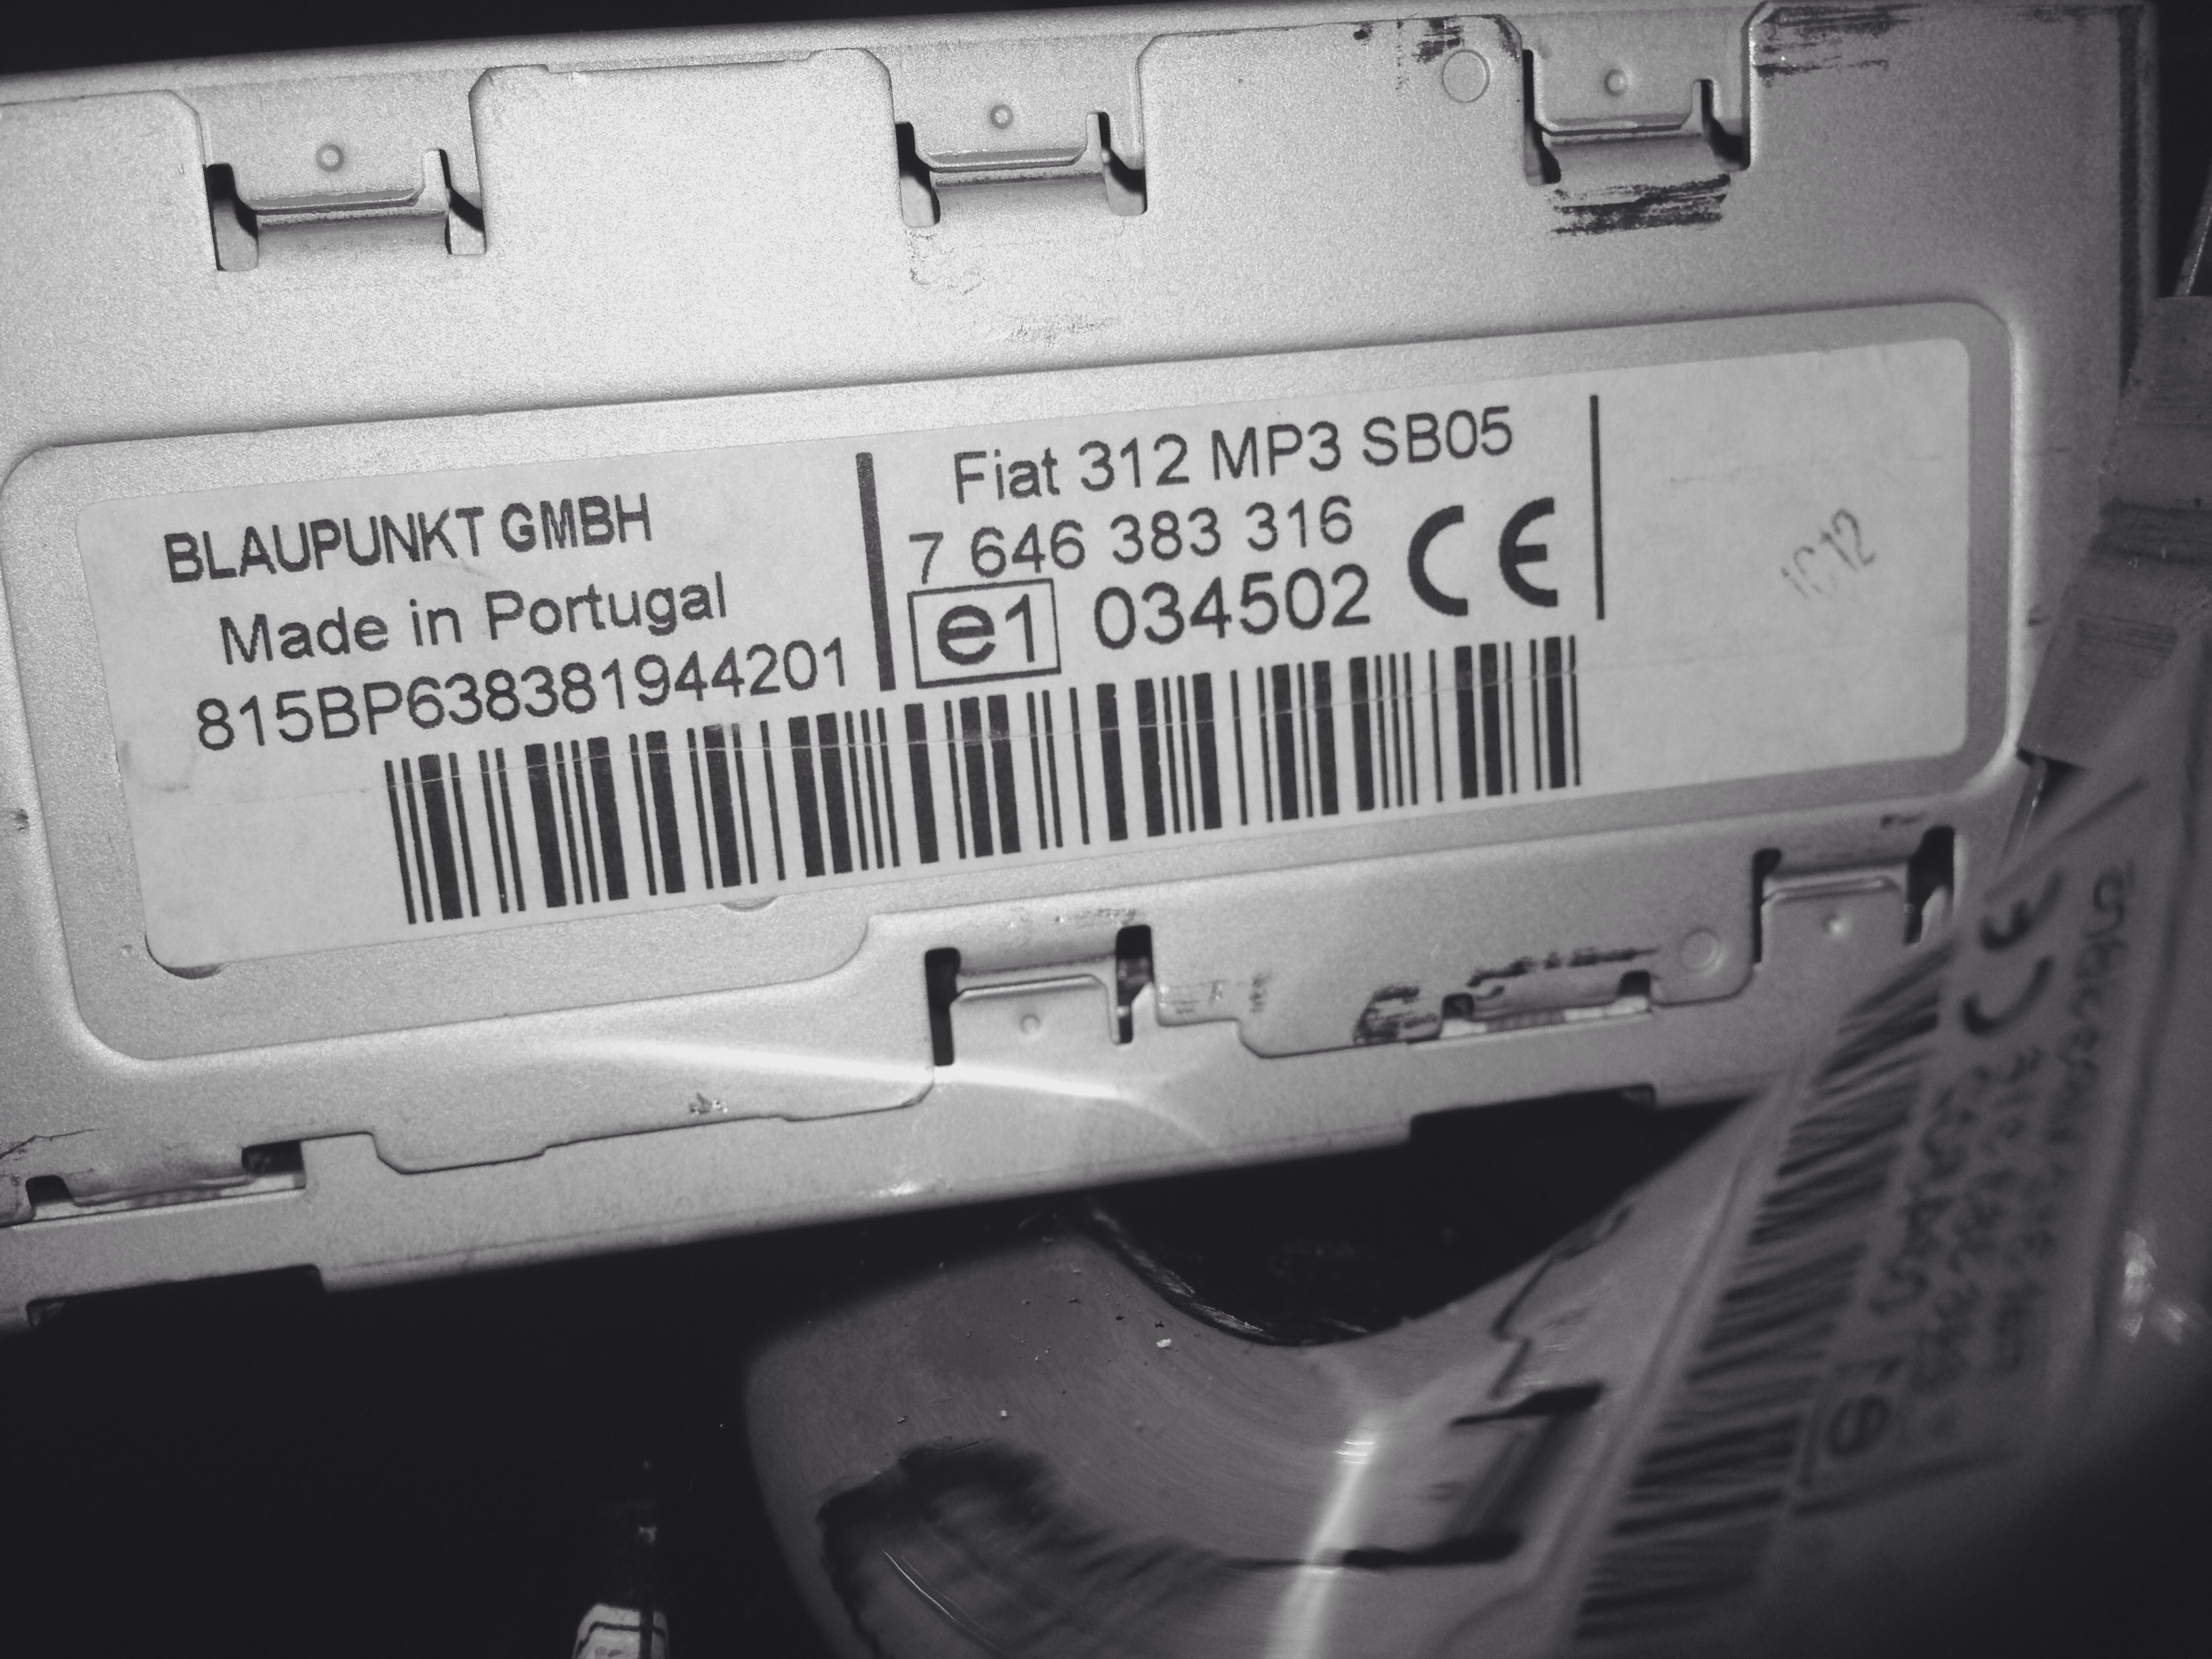 BLAUPUNKT GMBH
Made in Portugal
815BP638381944201
Fiat 312 MP3 SB05
7 646 383 316
e1 034502 CE